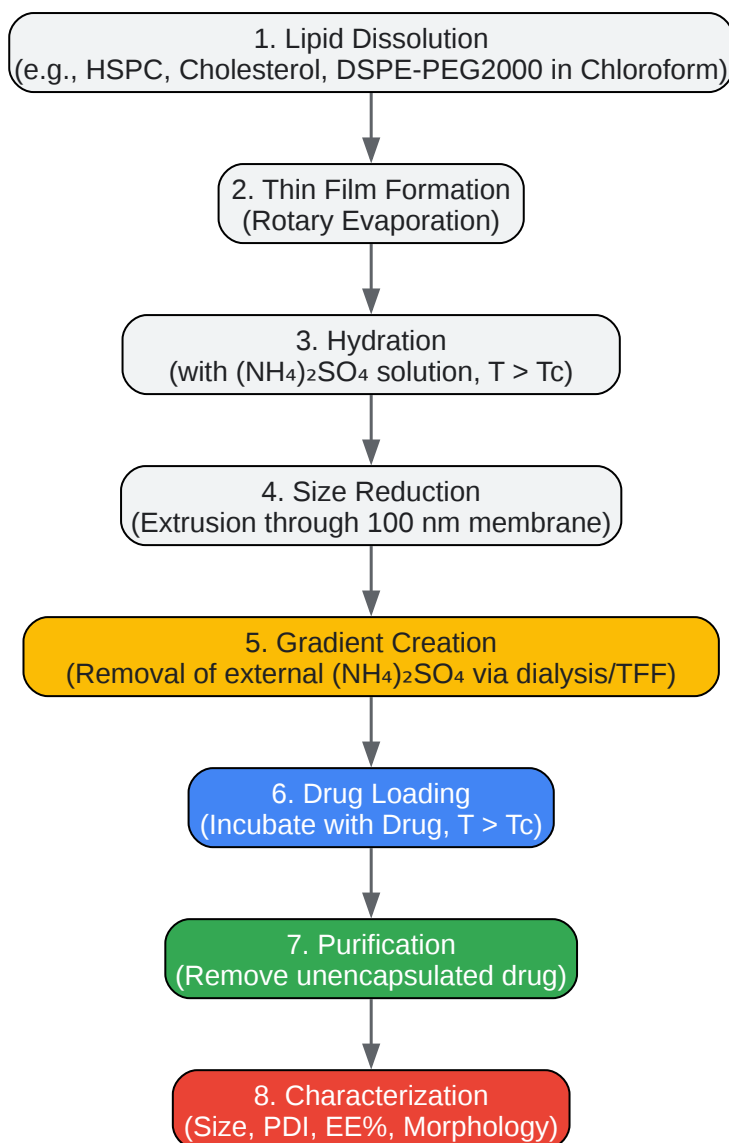 1. Lipid Dissolution
(e.g., HSPC, Cholesterol, DSPE-PEG2000 in Chloroform)
2. Thin Film Formation
(Rotary Evaporation)
3. Hydration
(with (NH₄)₂SO₄ solution, T > Tc)
4. Size Reduction
(Extrusion through 100 nm membrane)
5. Gradient Creation
(Removal of external (NH₄)₂SO₄ via dialysis/TFF)
6. Drug Loading
(Incubate with Drug, T > Tc)
7. Purification
(Remove unencapsulated drug)
8. Characterization
(Size, PDI, EE%, Morphology)